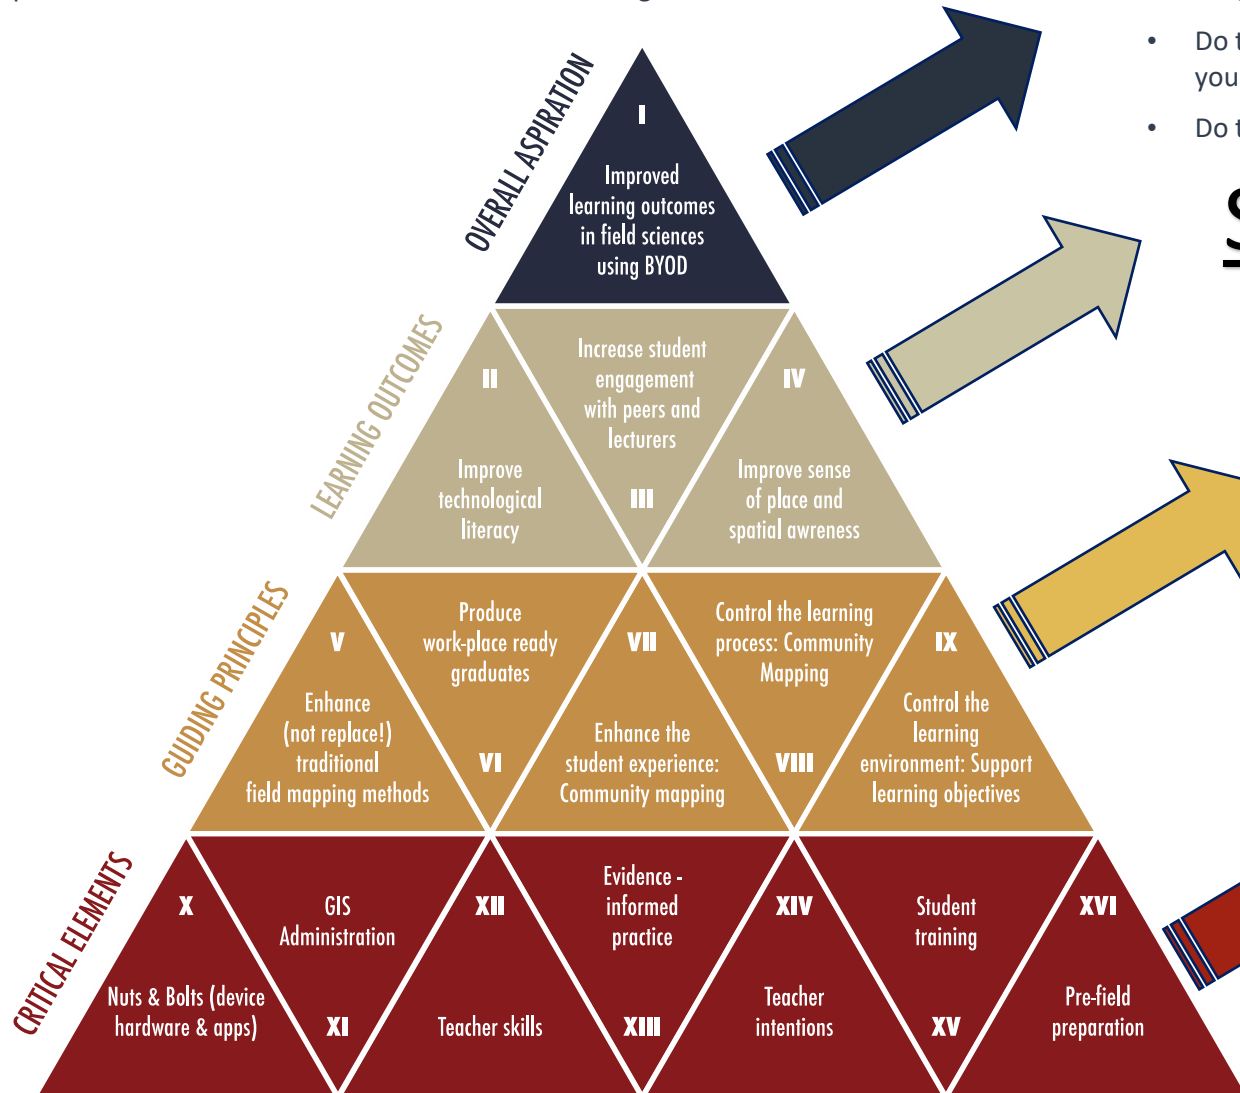 Do t
you
Do t
S
OVERALL ASPIRATION
I
Improved
learning outcomes
in field sciences
using BYOD
LEARNING OUTCOMES
II
Improve
technological
literacy
Increase student
engagement
with peers and
lecturers
III
IV
Improve sense
of place and
spatial awreness
GUIDING PRINCIPLES
V
Enhance
(not replace!)
traditional
field mapping methods
Produce
work-place ready
graduates
VI
VII
Enhance the
student experience:
Community mapping
Control the learning
process: Community
Mapping
VIII
IX
Control the
learning
environment: Support
learning objectives
CRITICAL ELEMENTS
X
Nuts & Bolts (device
hardware & apps)
GIS
Administration
XI
XII
Teacher skills
Evidence -
informed
practice
XIII
XIV
Teacher
intentions
Student
training
XV
XVI
Pre-field
preparation